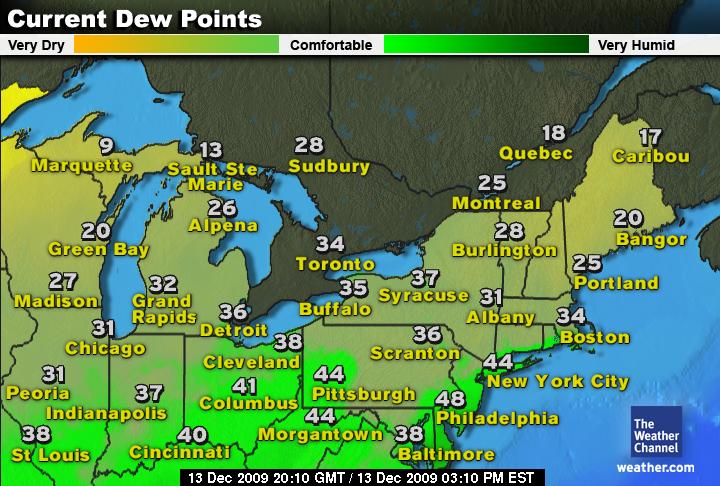 Current Dew Points
Very Dry Comfortable Very Humid
9
Marquette
13
Sault Ste
Marie
28
Sudbury
18
Quebec
17
Caribou
25
Montreal
26
Alpena
20
Green Bay
34
Toronto
28
Burlington
20
Bangor
25
Portland
27
Madison
32
Grand
Rapids
36
Detroit
35
Buffalo
37
Syracuse
31
Albany
34
Boston
31
Chicago
38
Cleveland
36
Scranton
44
New York City
31
Peoria
37
Indianapolis
41
Columbus
44
Pittsburgh
48
Philadelphia
38
St Louis
40
Cincinnati
44
Morgantown
38
Baltimore
The
Weather
Channel
weather.com
13 Dec 2009 20:10 GMT / 13 Dec 2009 03:10 PM EST